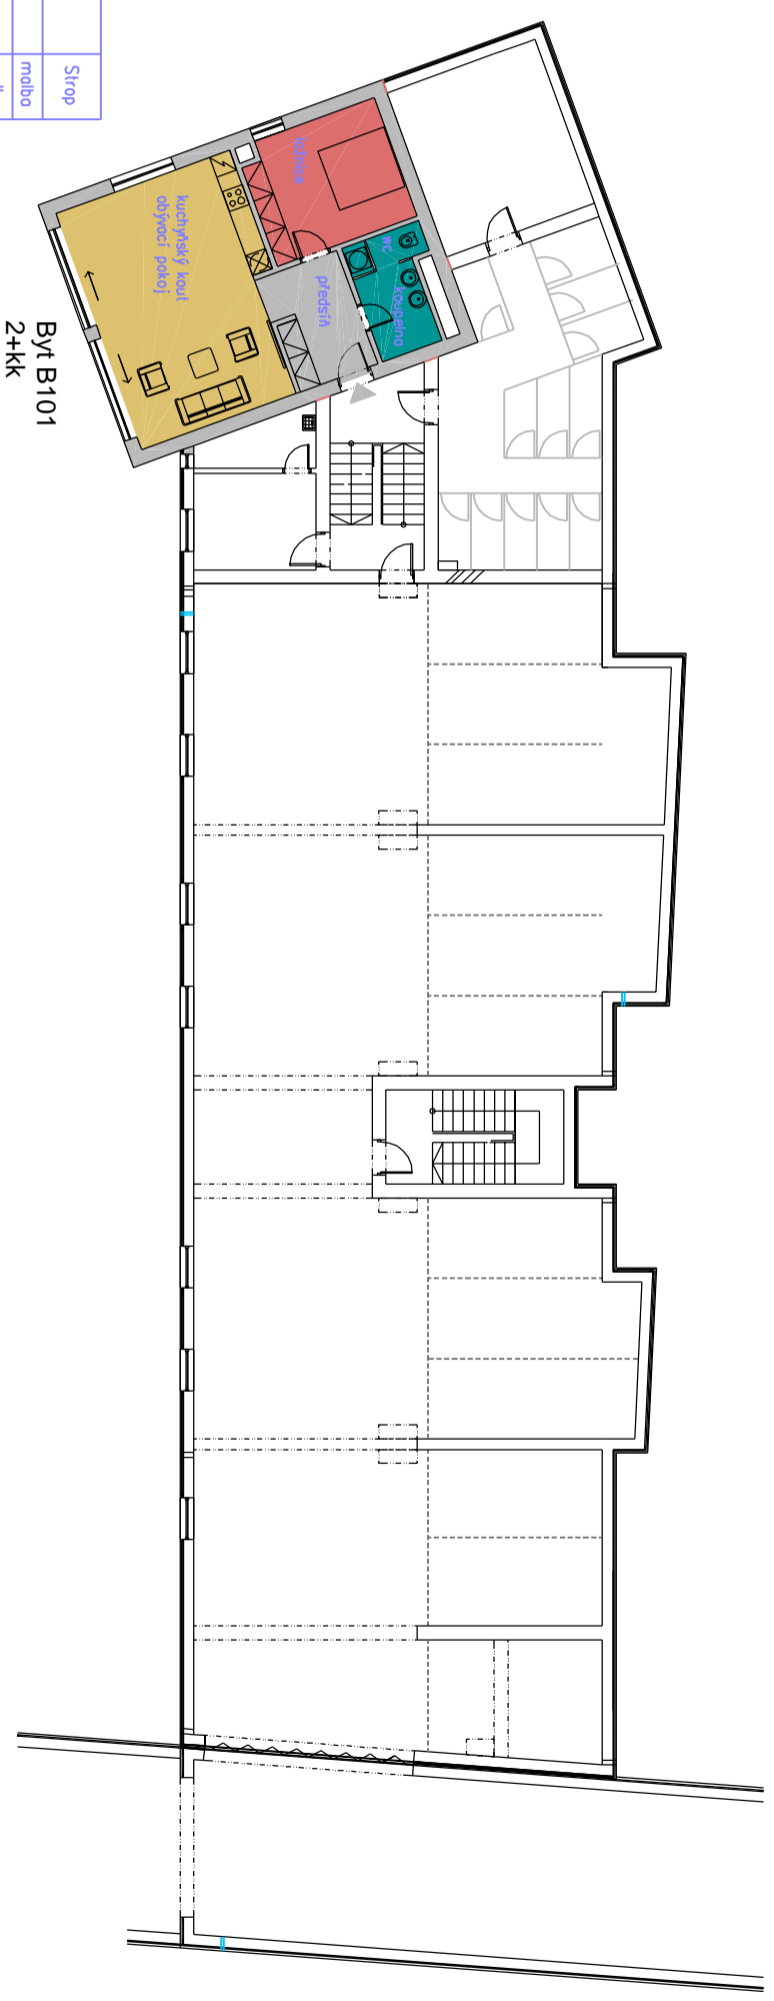 Strop
malba
ložnice
kuchyňský kout
obývací pokoj
WC
koupelna
předsíň
Byt B101
2+kk